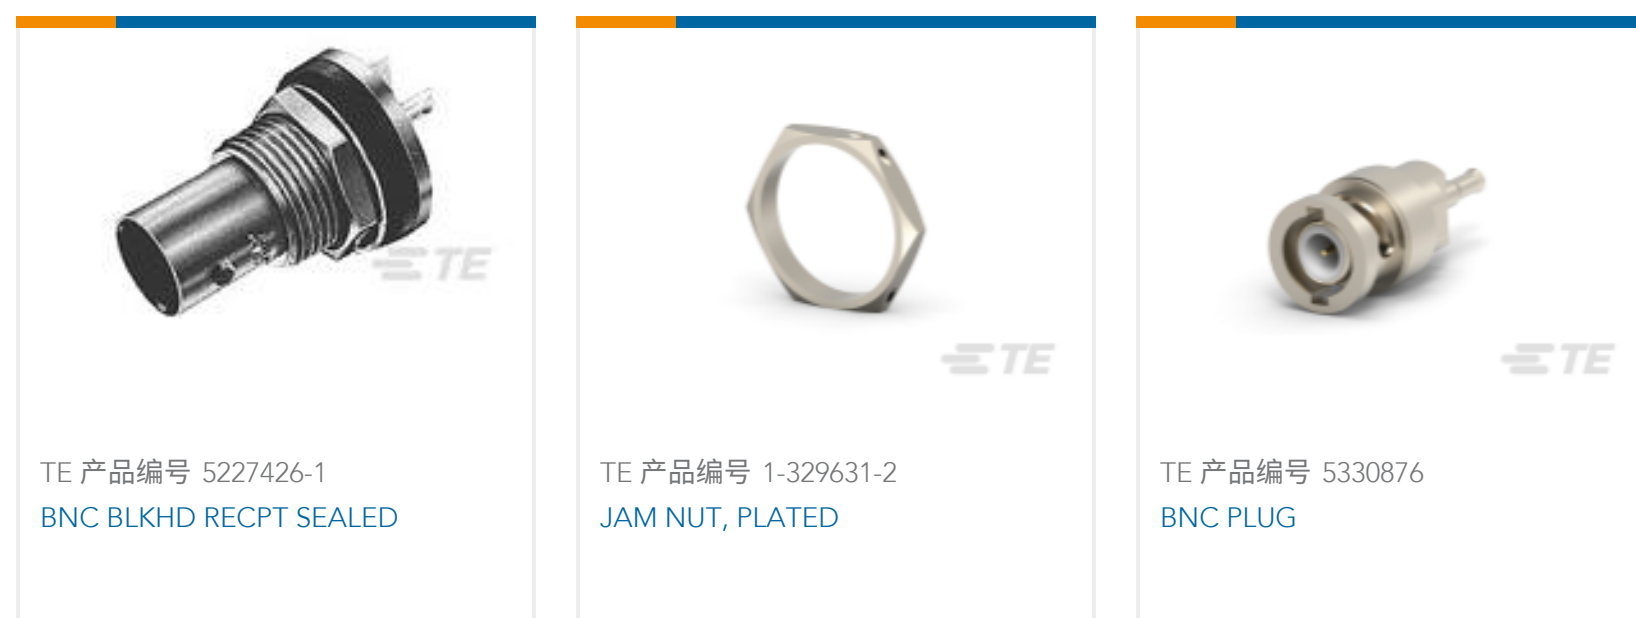 TE
TE
TE
TE 产品编号 5227426-1
BNC BLKHD RECPT SEALED
TE 产品编号 1-329631-2
JAM NUT, PLATED
TE 产品编号 5330876
BNC PLUG